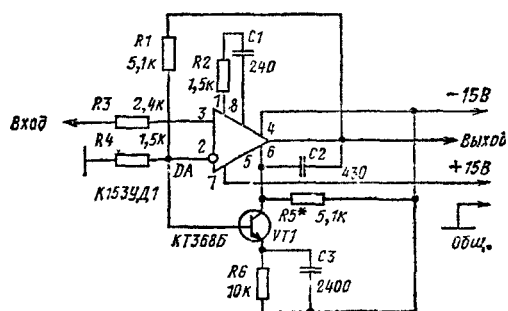 R1
5,1к
R2
1,5к
C1
240
1
8
4
−15В
R3
2,4к
3
Вход
Выход
R4
1,5к
2
DA
5
6
C2
430
+15В
7
К153УД1
R5* 5,1к
КТ368Б
VT1
Общ.
R6
10к
C3
2400